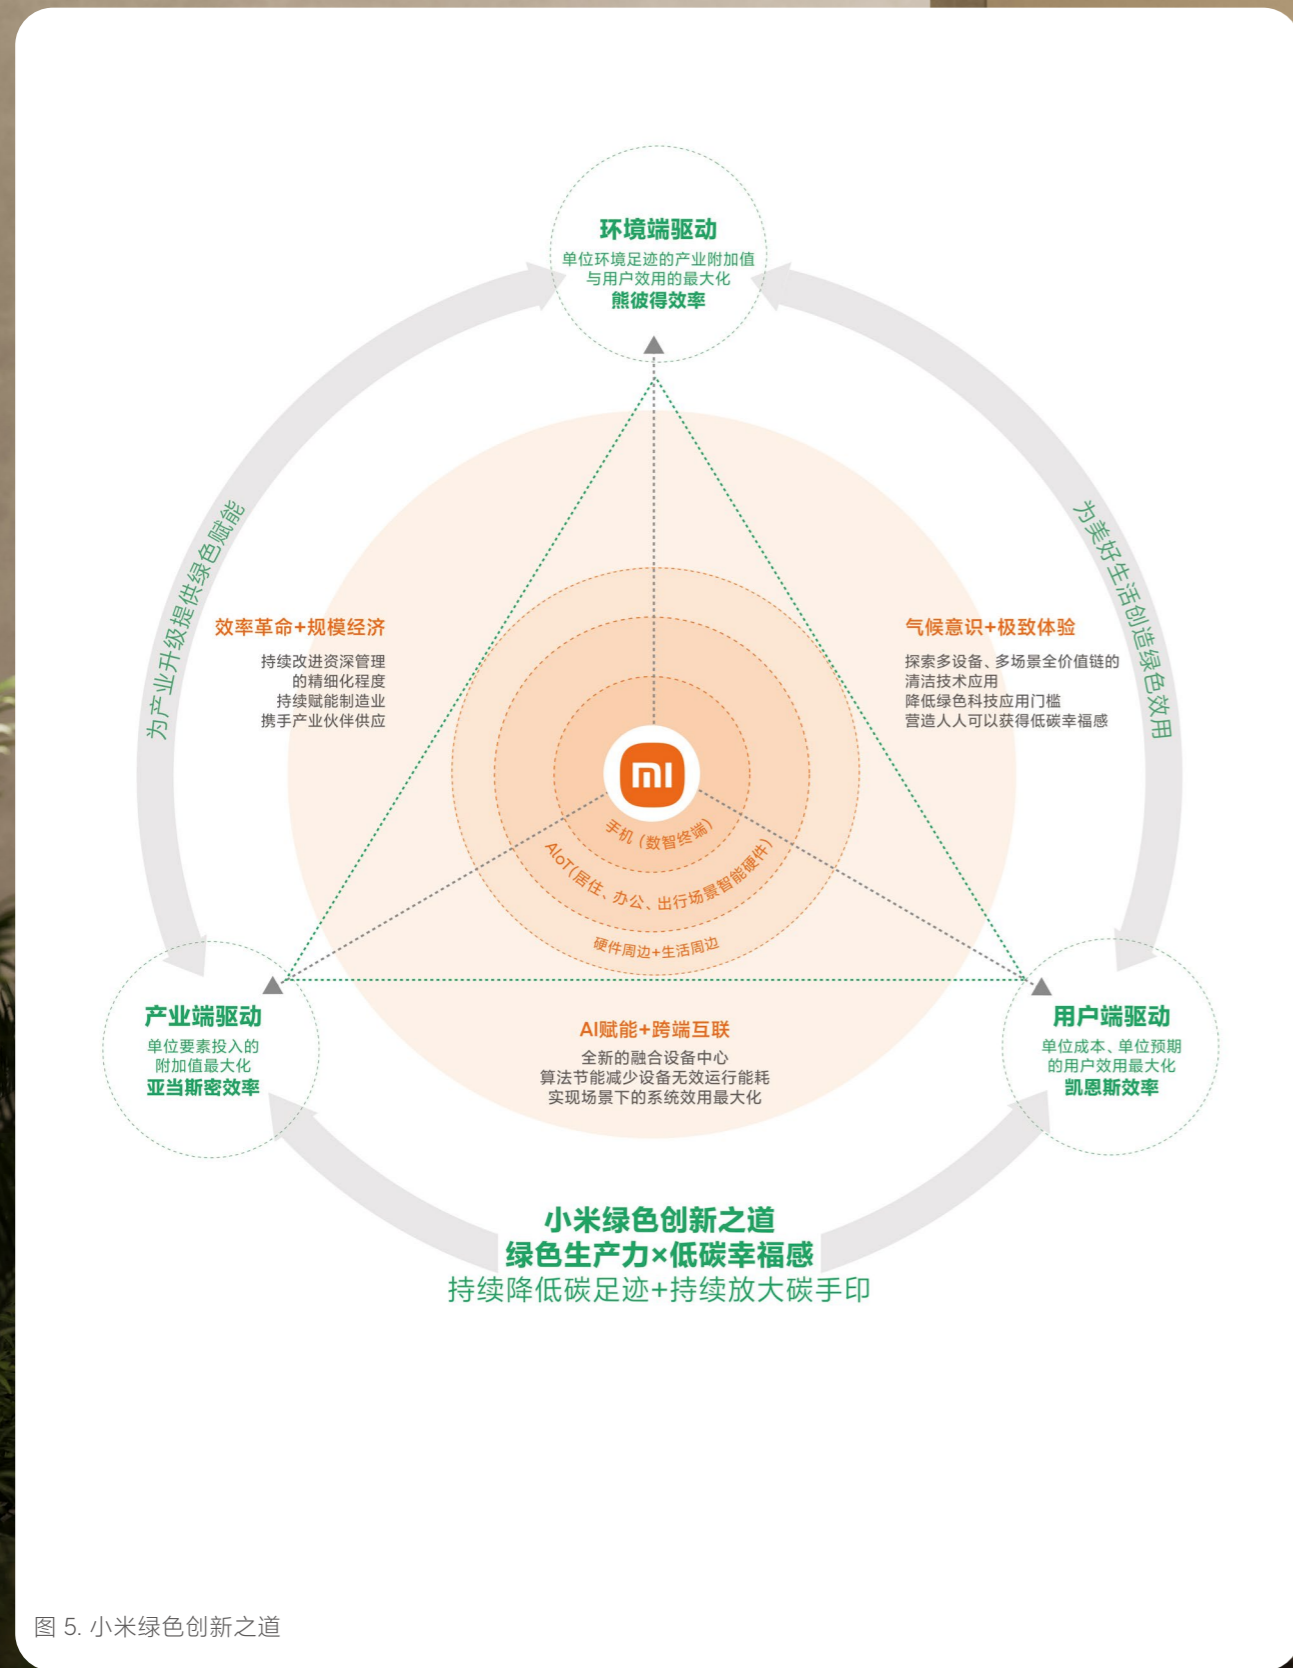 环境端驱动
单位环境足迹的产业附加值
与用户效用的最大化
熊彼得效率
为产业升级提供绿色赋能
为美好生活创造绿色效用
效率革命+规模经济
持续改进资深管理
的精细化程度
持续赋能制造业
携手产业伙伴供应
气候意识+极致体验
探索多设备、多场景全价值链的
清洁技术应用
降低绿色科技应用门槛
营造人人可以获得低碳幸福感
mi
手机（数智终端）
AIoT(居住、办公、出行场景智能硬件)
硬件周边+生活周边
产业端驱动
单位要素投入的
附加值最大化
亚当斯密效率
用户端驱动
单位成本、单位预期
的用户效用最大化
凯恩斯效率
AI赋能+跨端互联
全新的融合设备中心
算法节能减少设备无效运行能耗
实现场景下的系统效用最大化
小米绿色创新之道
绿色生产力×低碳幸福感
持续降低碳足迹+持续放大碳手印
图 5. 小米绿色创新之道